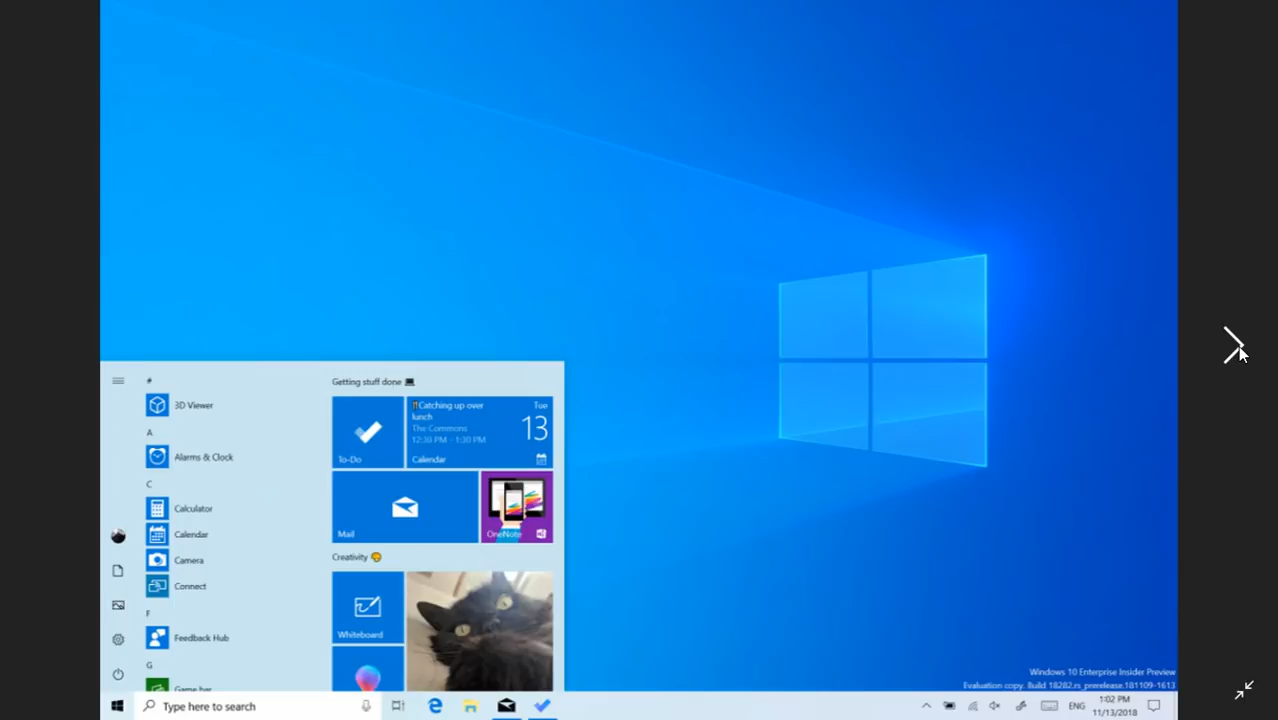 #
Getting stuff done
3D Viewer
A
Alarms & Clock
C
Calculator
Calendar
Camera
Connect
F
Feedback Hub
G
Game bar
To-Do
Catching up over
lunch
The Commons
12:30 PM - 1:30 PM
Calendar
Tue
13
Mail
OneNote
Creativity
Whiteboard
Windows 10 Enterprise Insider Preview
Evaluation copy. Build 18282.rs_prerelease.181109-1613
Type here to search
ENG
1:02 PM
11/13/2018